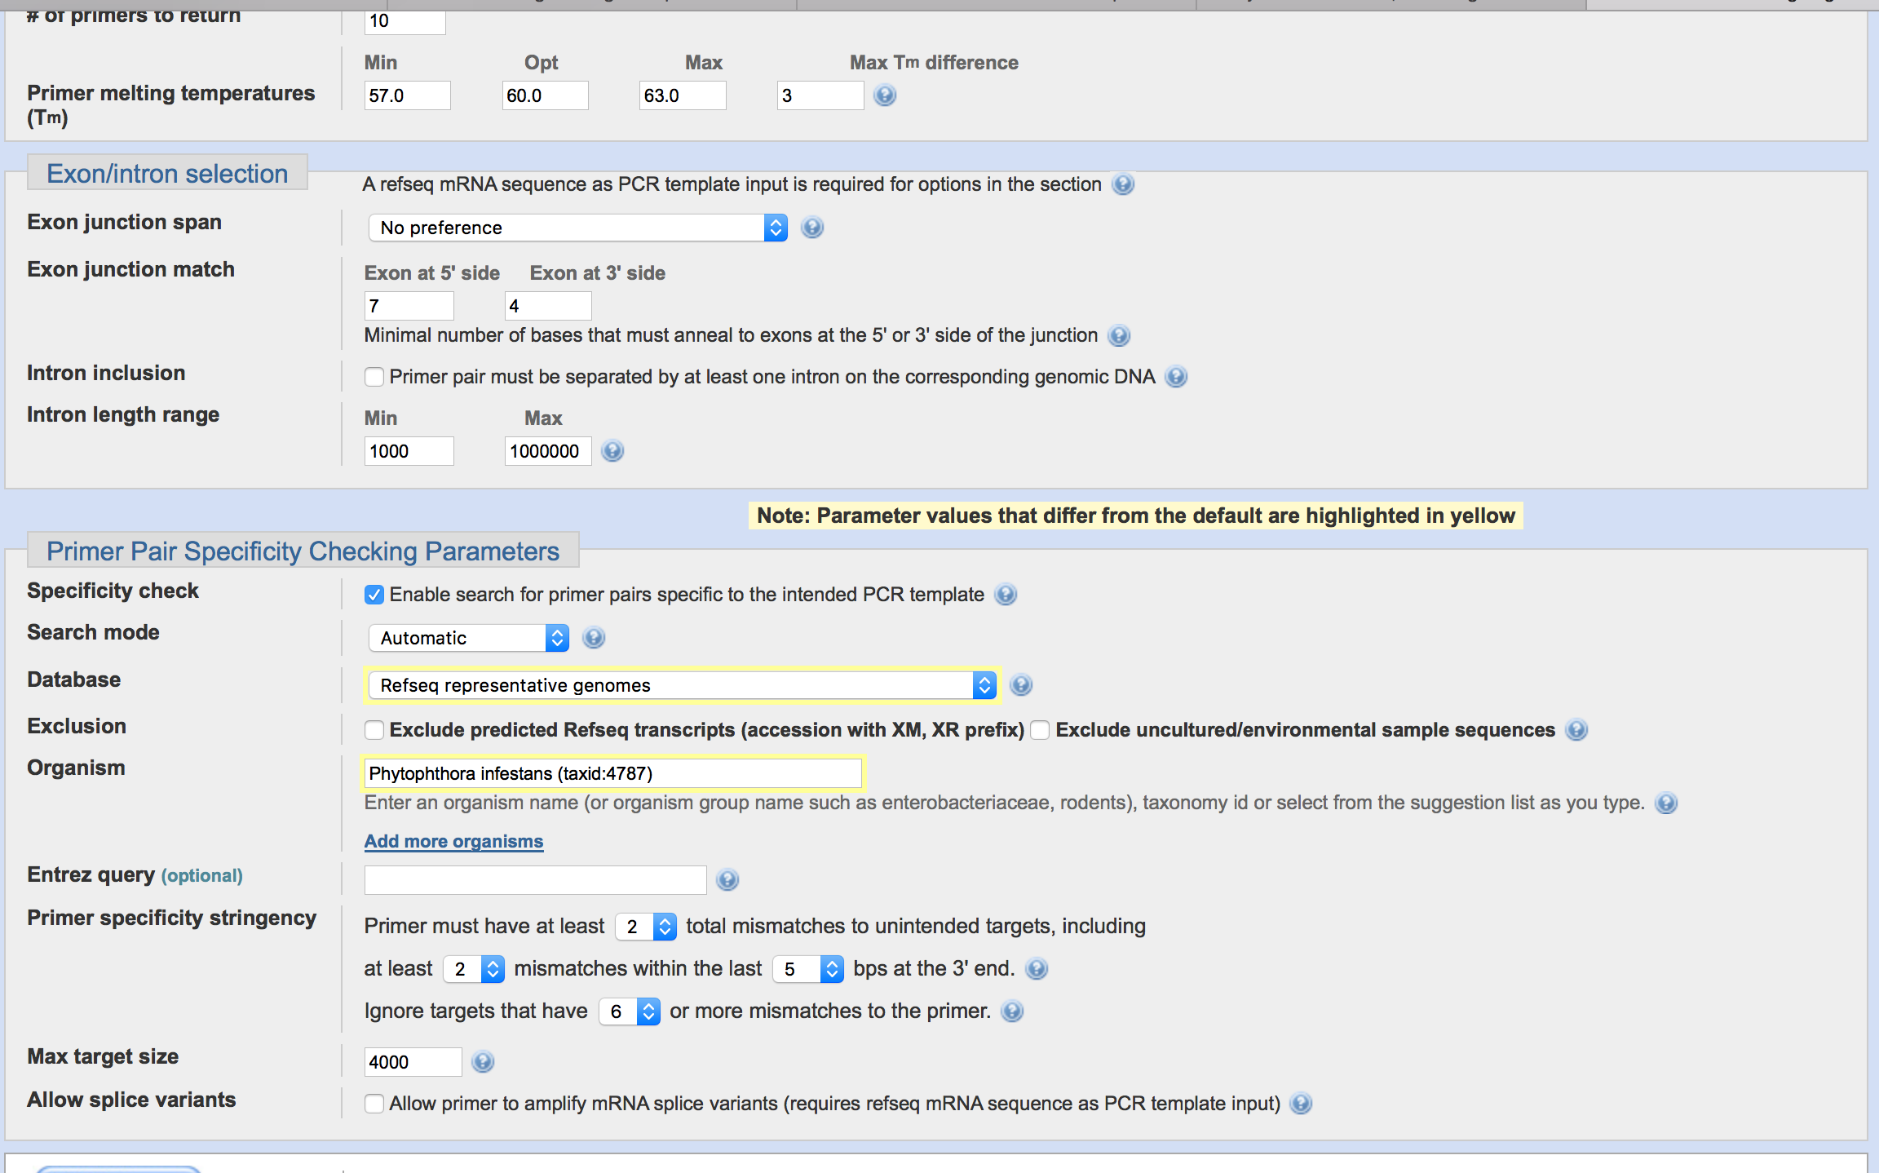 # of primers to return
10
Min Opt Max Max Tm difference
Primer melting temperatures
(Tm)
57.0 60.0 63.0 3
Exon/intron selection
A refseq mRNA sequence as PCR template input is required for options in the section
Exon junction span
No preference
Exon junction match
Exon at 5' side Exon at 3' side
7 4
Minimal number of bases that must anneal to exons at the 5' or 3' side of the junction
Intron inclusion
Primer pair must be separated by at least one intron on the corresponding genomic DNA
Intron length range
Min Max
1000 1000000
Note: Parameter values that differ from the default are highlighted in yellow
Primer Pair Specificity Checking Parameters
Specificity check
Enable search for primer pairs specific to the intended PCR template
Search mode
Automatic
Database
Refseq representative genomes
Exclusion
Exclude predicted Refseq transcripts (accession with XM, XR prefix) Exclude uncultured/environmental sample sequences
Organism
Phytophthora infestans (taxid:4787)
Enter an organism name (or organism group name such as enterobacteriaceae, rodents), taxonomy id or select from the suggestion list as you type.
Add more organisms
Entrez query (optional)
Primer specificity stringency
Primer must have at least 2 total mismatches to unintended targets, including
at least 2 mismatches within the last 5 bps at the 3' end.
Ignore targets that have 6 or more mismatches to the primer.
Max target size
4000
Allow splice variants
Allow primer to amplify mRNA splice variants (requires refseq mRNA sequence as PCR template input)